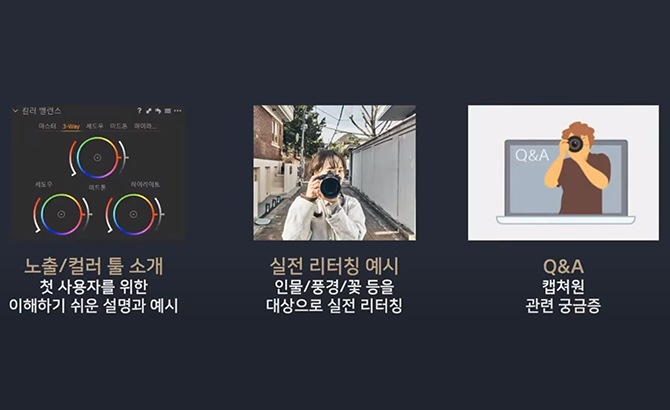 컬러 밸런스
마스터 3-Way 섀도우 미드톤 하이라...
섀도우 미드톤 하이라이트
Q&A
노출/컬러 툴 소개
첫 사용자를 위한
이해하기 쉬운 설명과 예시
실전 리터칭 예시
인물/풍경/꽃 등을
대상으로 실전 리터칭
Q&A
캡쳐원
관련 궁금증